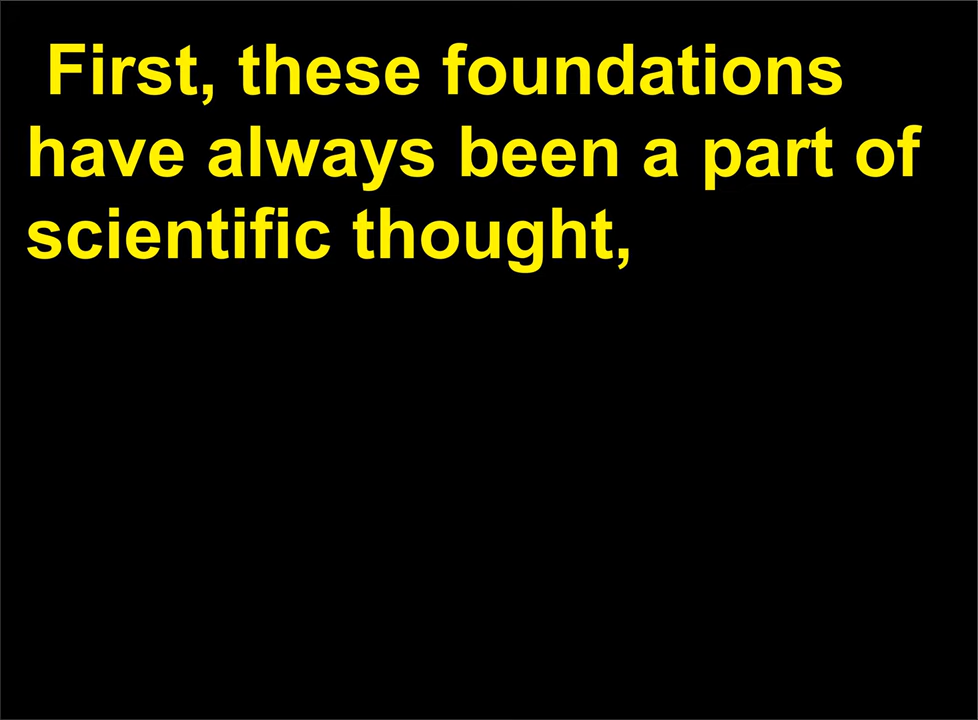 First, these foundations
have always been a part of
scientific thought,